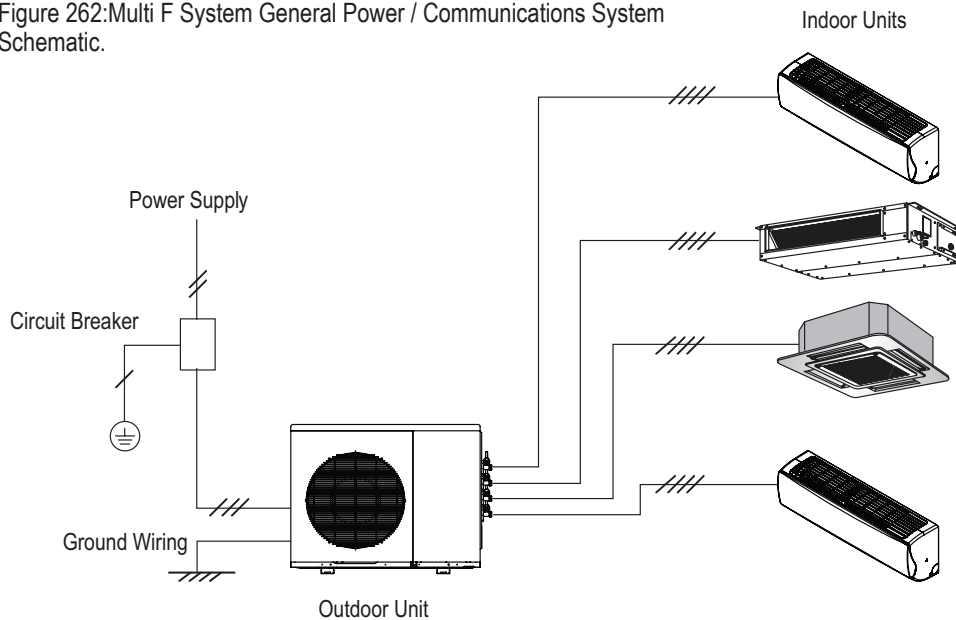 Figure 262:Multi F System General Power / Communications System
Schematic.
Indoor Units
Power Supply
Circuit Breaker
Ground Wiring
Outdoor Unit